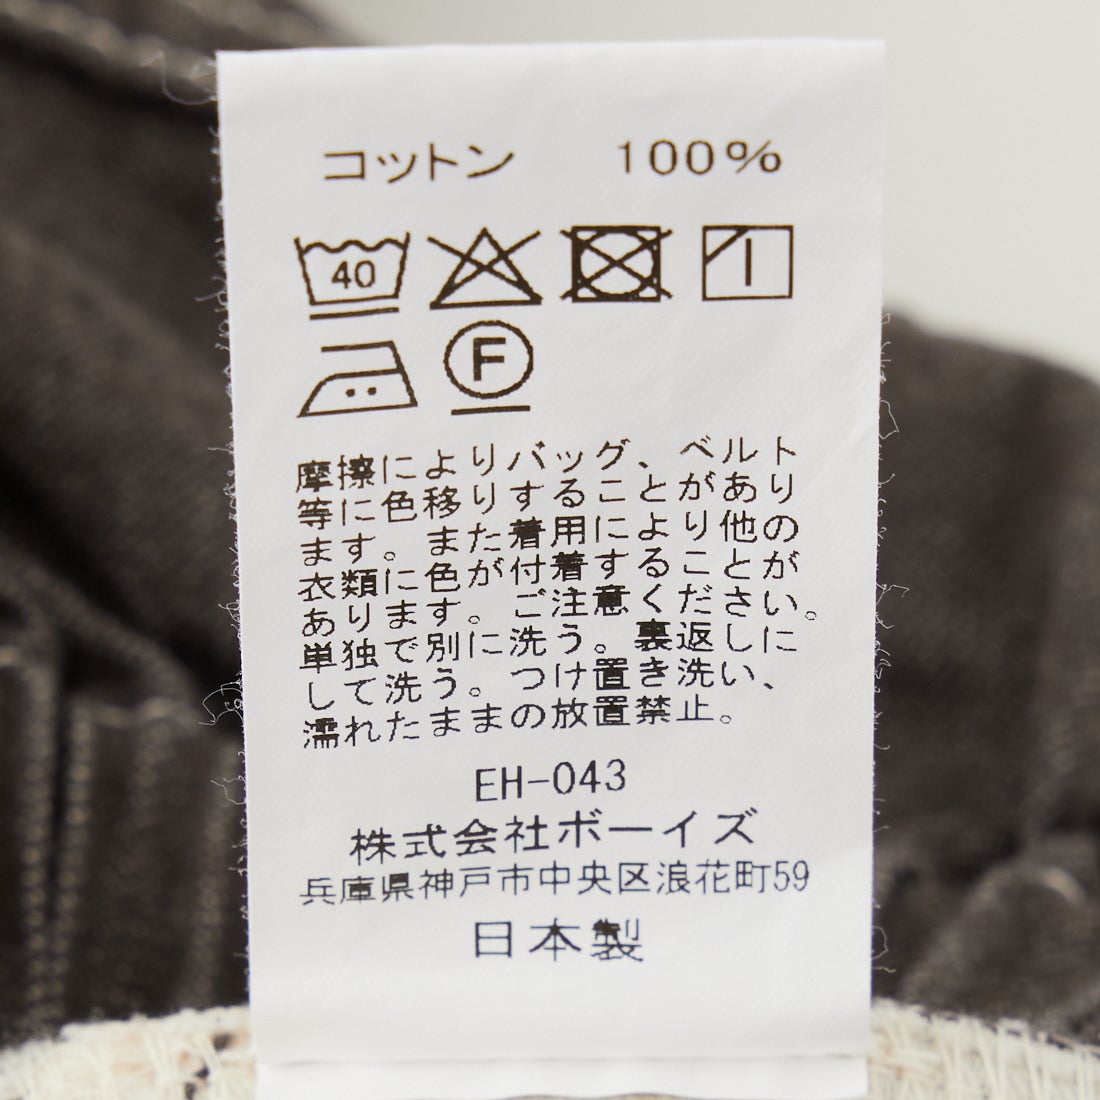 コットン 100%
40
F
摩擦によりバッグ、ベルト
等に色移りすることがあり
ます。また着用により他の
衣類に色が付着することが
あります。ご注意ください。
単独で別に洗う。裏返しに
して洗う。つけ置き洗い、
濡れたままの放置禁止。
EH-043
株式会社ボーイズ
兵庫県神戸市中央区浪花町59
日本製